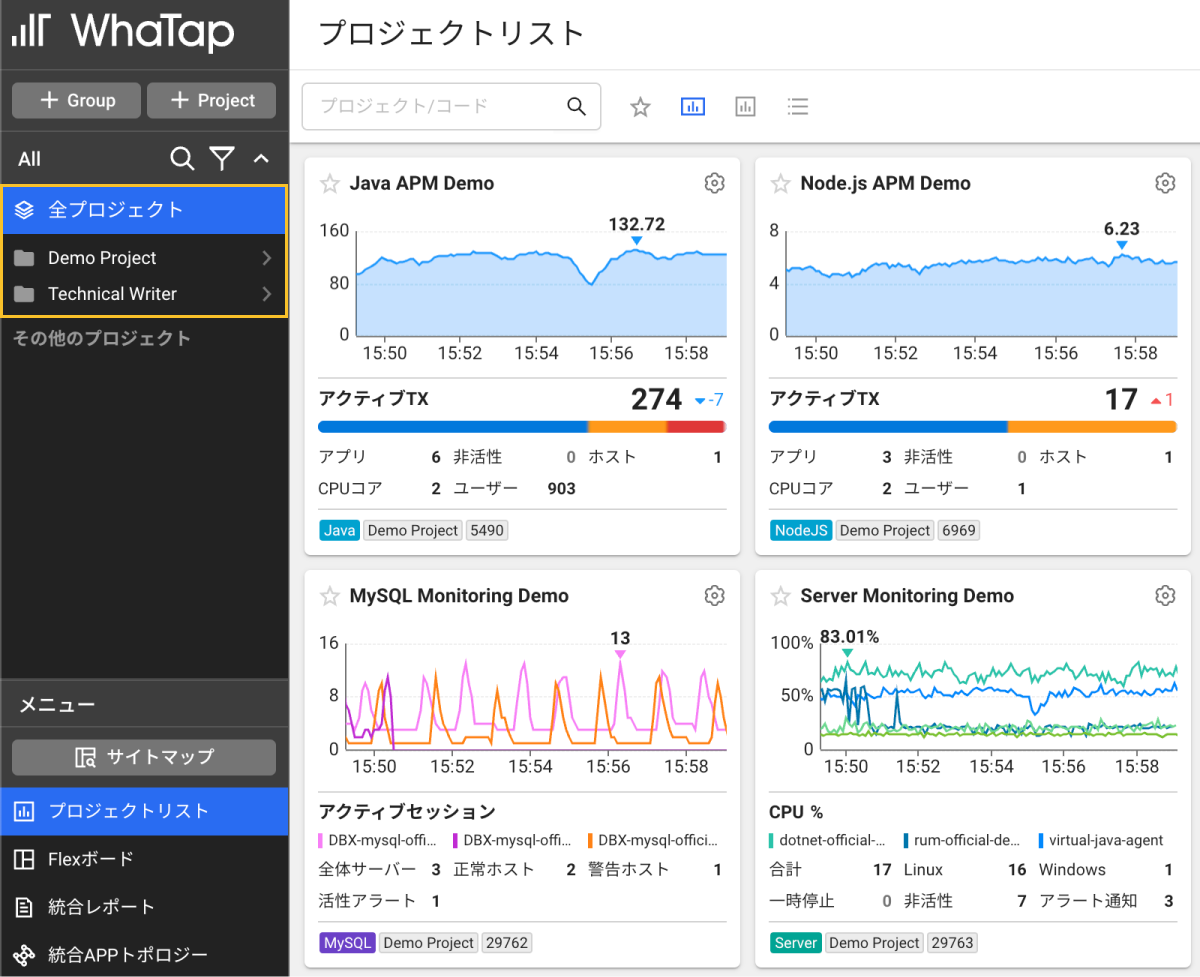 WhaTap
+ Group
+ Project
All
全プロジェクト
Demo Project
Technical Writer
その他のプロジェクト
メニュー
サイトマップ
プロジェクトリスト
Flexボード
統合レポート
統合APPトポロジー
プロジェクトリスト
プロジェクト/コード
Java APM Demo
132.72
160
80
0
15:50 15:52 15:54 15:56 15:58
アクティブTX 274 -7
アプリ 6 非活性 0 ホスト 1
CPUコア 2 ユーザー 903
Java Demo Project 5490
Node.js APM Demo
6.23
8
4
0
15:50 15:52 15:54 15:56 15:58
アクティブTX 17 1
アプリ 3 非活性 0 ホスト 1
CPUコア 2 ユーザー 1
NodeJS Demo Project 6969
MySQL Monitoring Demo
13
16
8
0
15:50 15:52 15:54 15:56 15:58
アクティブセッション
DBX-mysql-offi... DBX-mysql-offi... DBX-mysql-offici...
全体サーバー 3 正常ホスト 2 警告ホスト 1
活性アラート 1
MySQL Demo Project 29762
Server Monitoring Demo
100% 83.01%
50%
0
15:50 15:52 15:54 15:56 15:58
CPU %
dotnet-official-... rum-official-de... virtual-java-agent
合計 17 Linux 16 Windows 1
一時停止 0 非活性 7 アラート通知 3
Server Demo Project 29763